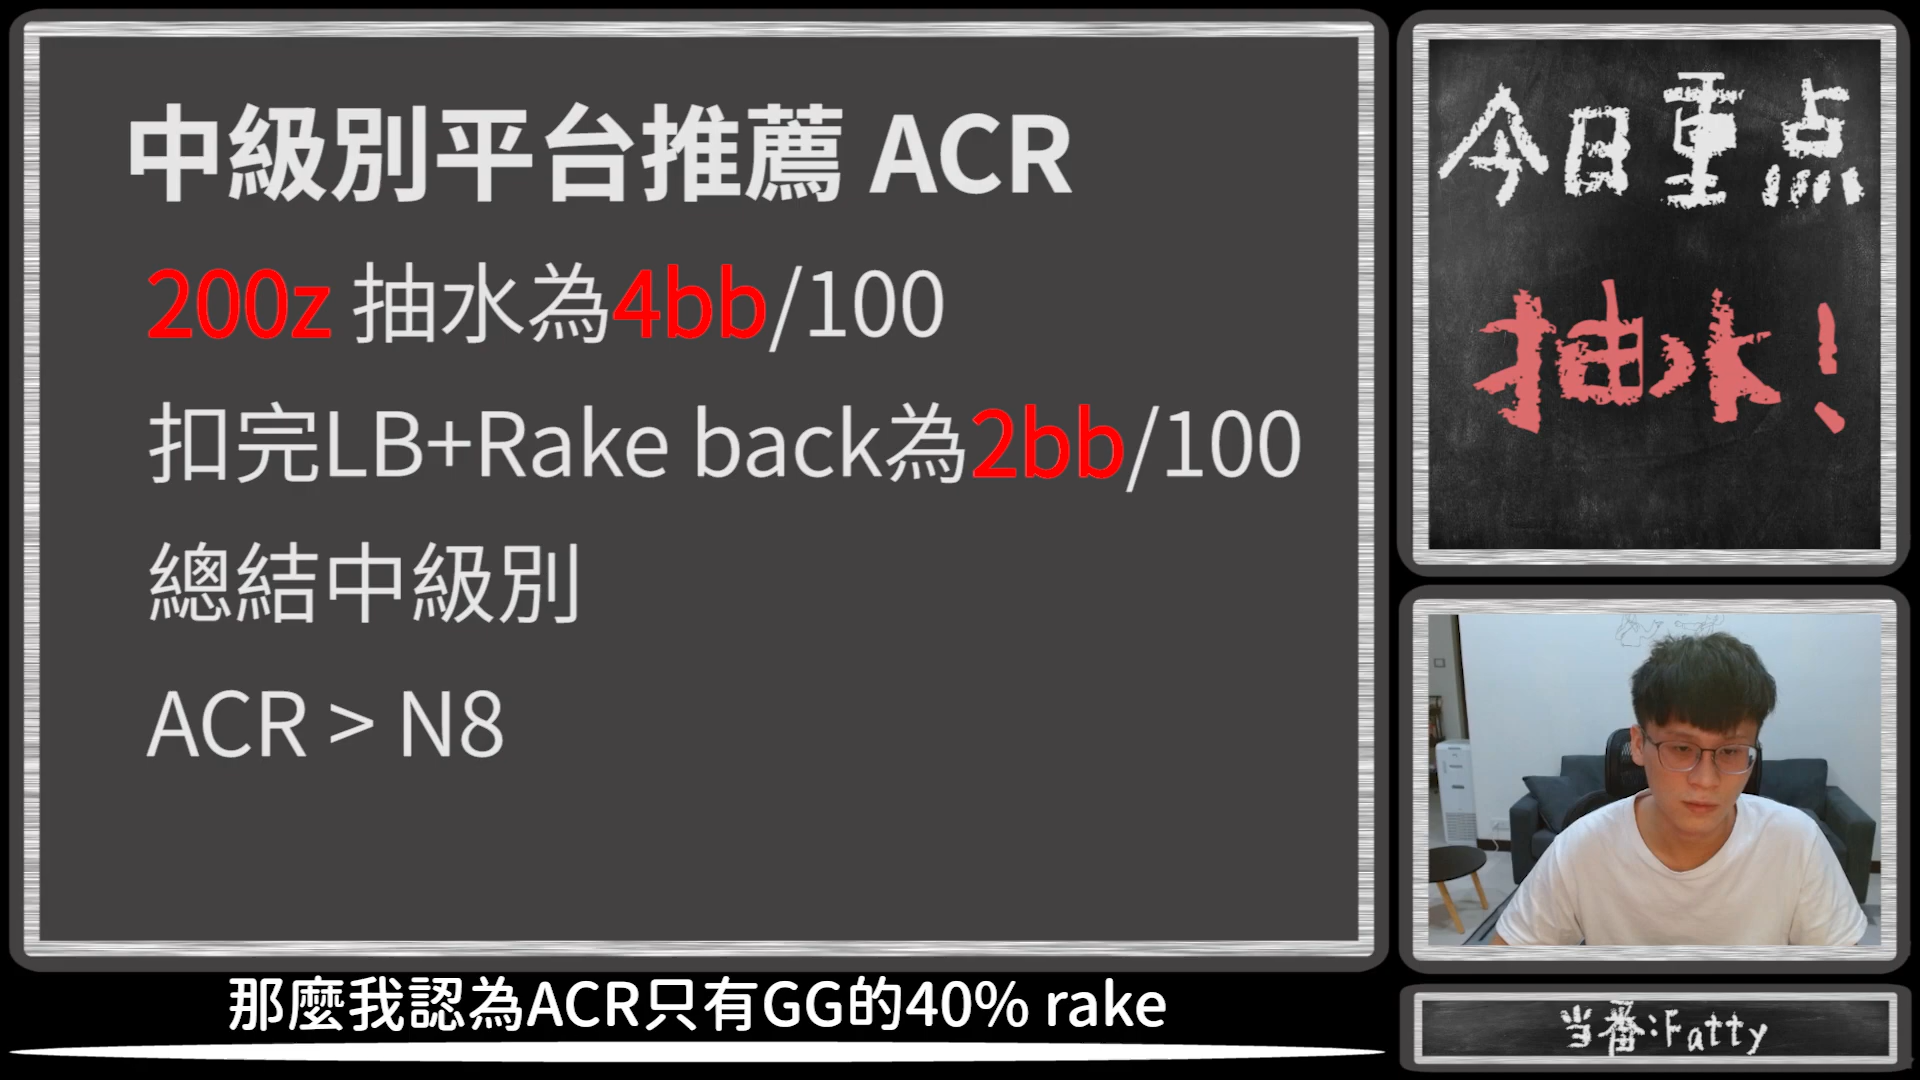 中級別平台推薦 ACR
200z 抽水為4bb/100
扣完LB+Rake back為2bb/100
總結中級別
ACR > N8
今日重点
抽水!
当番:Fatty
那麼我認為ACR只有GG的40% rake